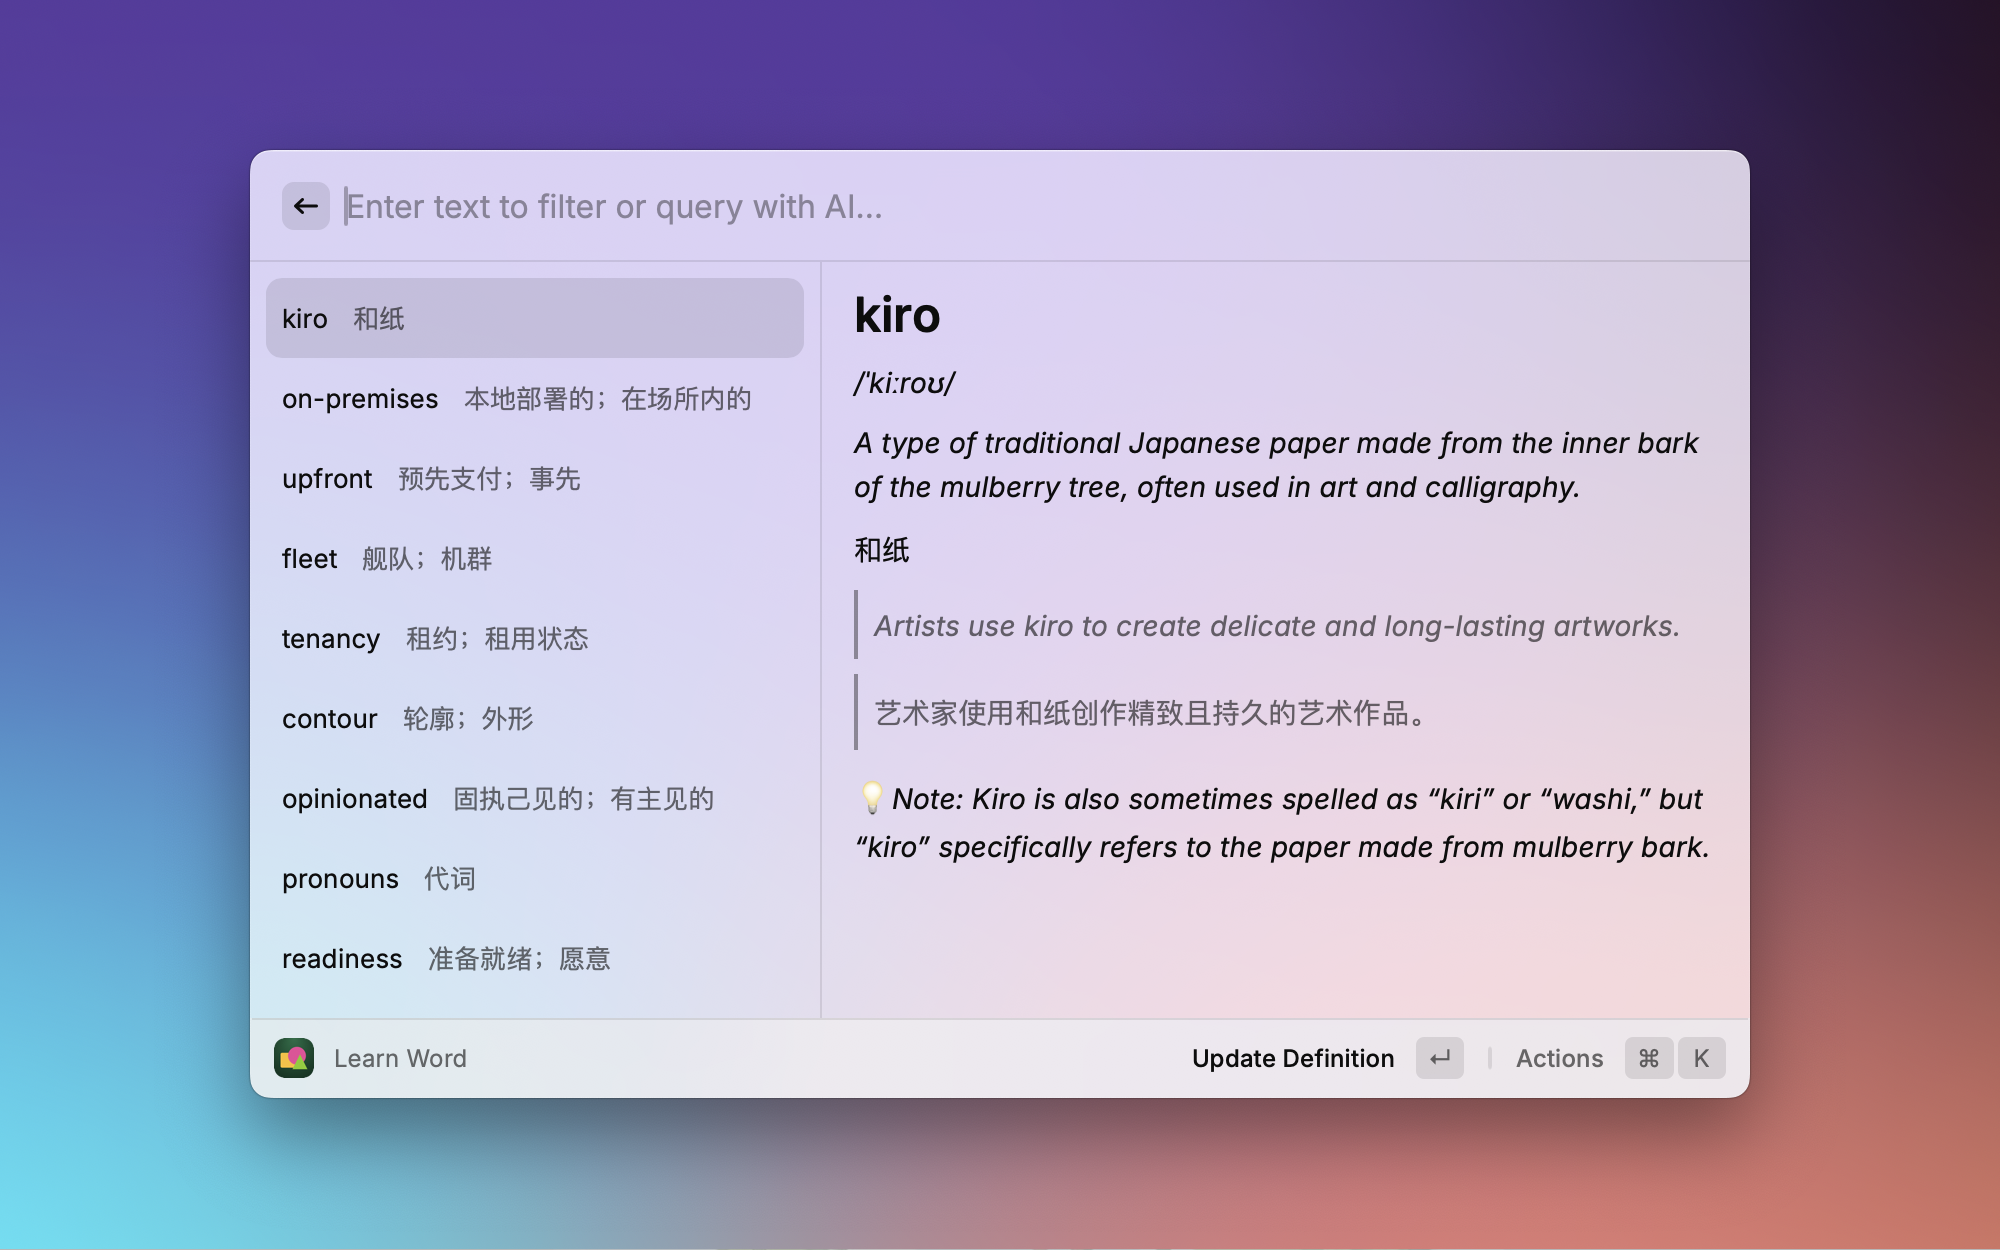 Enter text to filter or query with AI...
kiro 和纸
on-premises 本地部署的；在场所内的
upfront 预先支付；事先
fleet 舰队；机群
tenancy 租约；租用状态
contour 轮廓；外形
opinionated 固执己见的；有主见的
pronouns 代词
readiness 准备就绪；愿意
kiro
/ˈkiːroʊ/
A type of traditional Japanese paper made from the inner bark
of the mulberry tree, often used in art and calligraphy.
和纸
Artists use kiro to create delicate and long-lasting artworks.
艺术家使用和纸创作精致且持久的艺术作品。
💡 Note: Kiro is also sometimes spelled as “kiri” or “washi,” but
“kiro” specifically refers to the paper made from mulberry bark.
Learn Word
Update Definition ↵ Actions ⌘ K